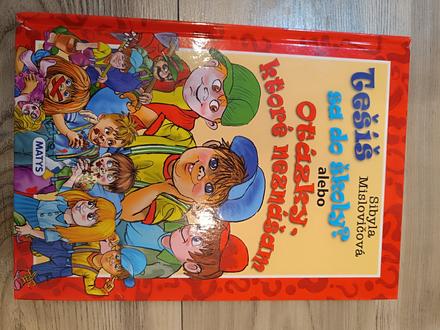 Sibyla
Mislovičová
Tešíš
sa do školy?
alebo
Otázky,
ktoré neznášam
MATYS